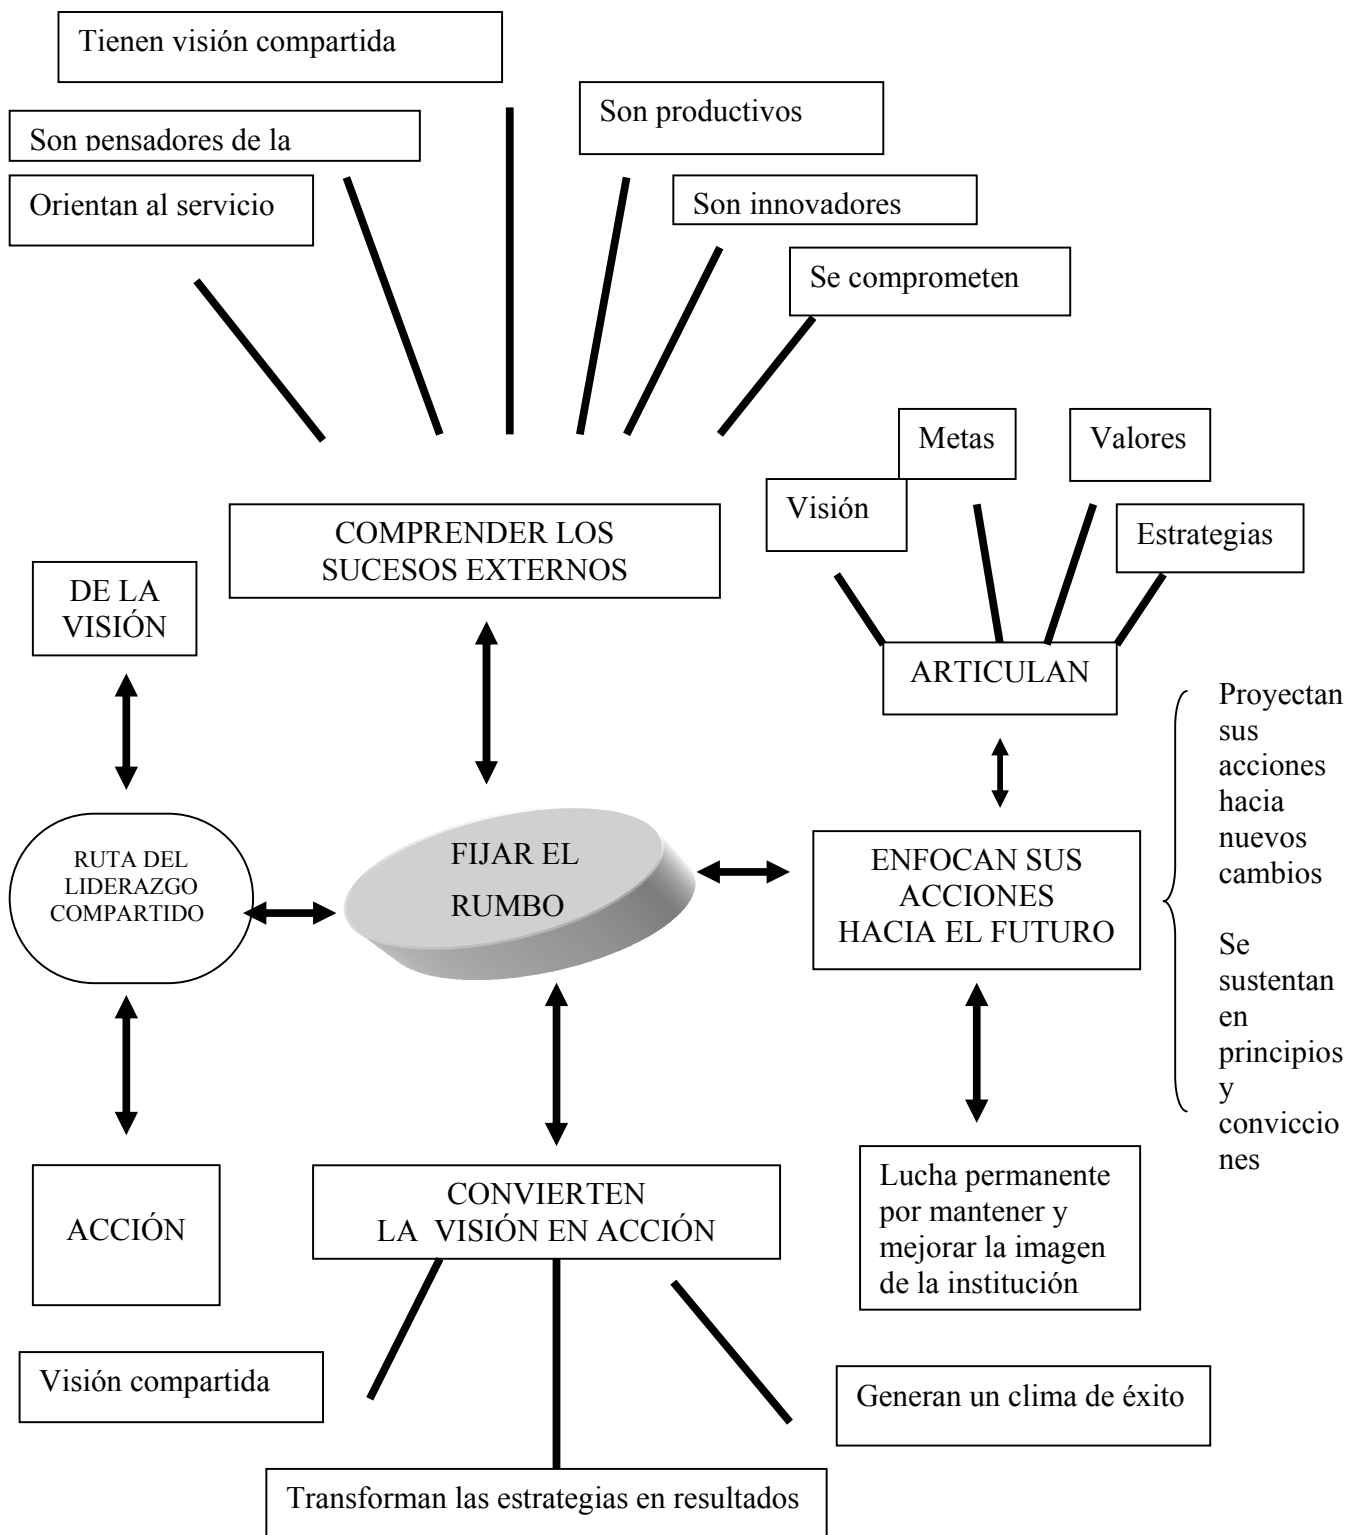 Tienen visión compartida
Son productivos
Son pensadores de la
Orientan al servicio
Son innovadores
Se comprometen
Metas
Valores
Visión
Estrategias
COMPRENDER LOS
SUCESOS EXTERNOS
DE LA
VISIÓN
ARTICULAN
Proyectan
sus
acciones
hacia
nuevos
cambios
RUTA DEL
LIDERAZGO
COMPARTIDO
FIJAR EL
RUMBO
ENFOCAN SUS
ACCIONES
HACIA EL FUTURO
Se
sustentan
en
principios
y
conviccio
nes
ACCIÓN
CONVIERTEN
LA  VISIÓN EN ACCIÓN
Lucha permanente
por mantener y
mejorar la imagen
de la institución
Visión compartida
Generan un clima de éxito
Transforman las estrategias en resultados